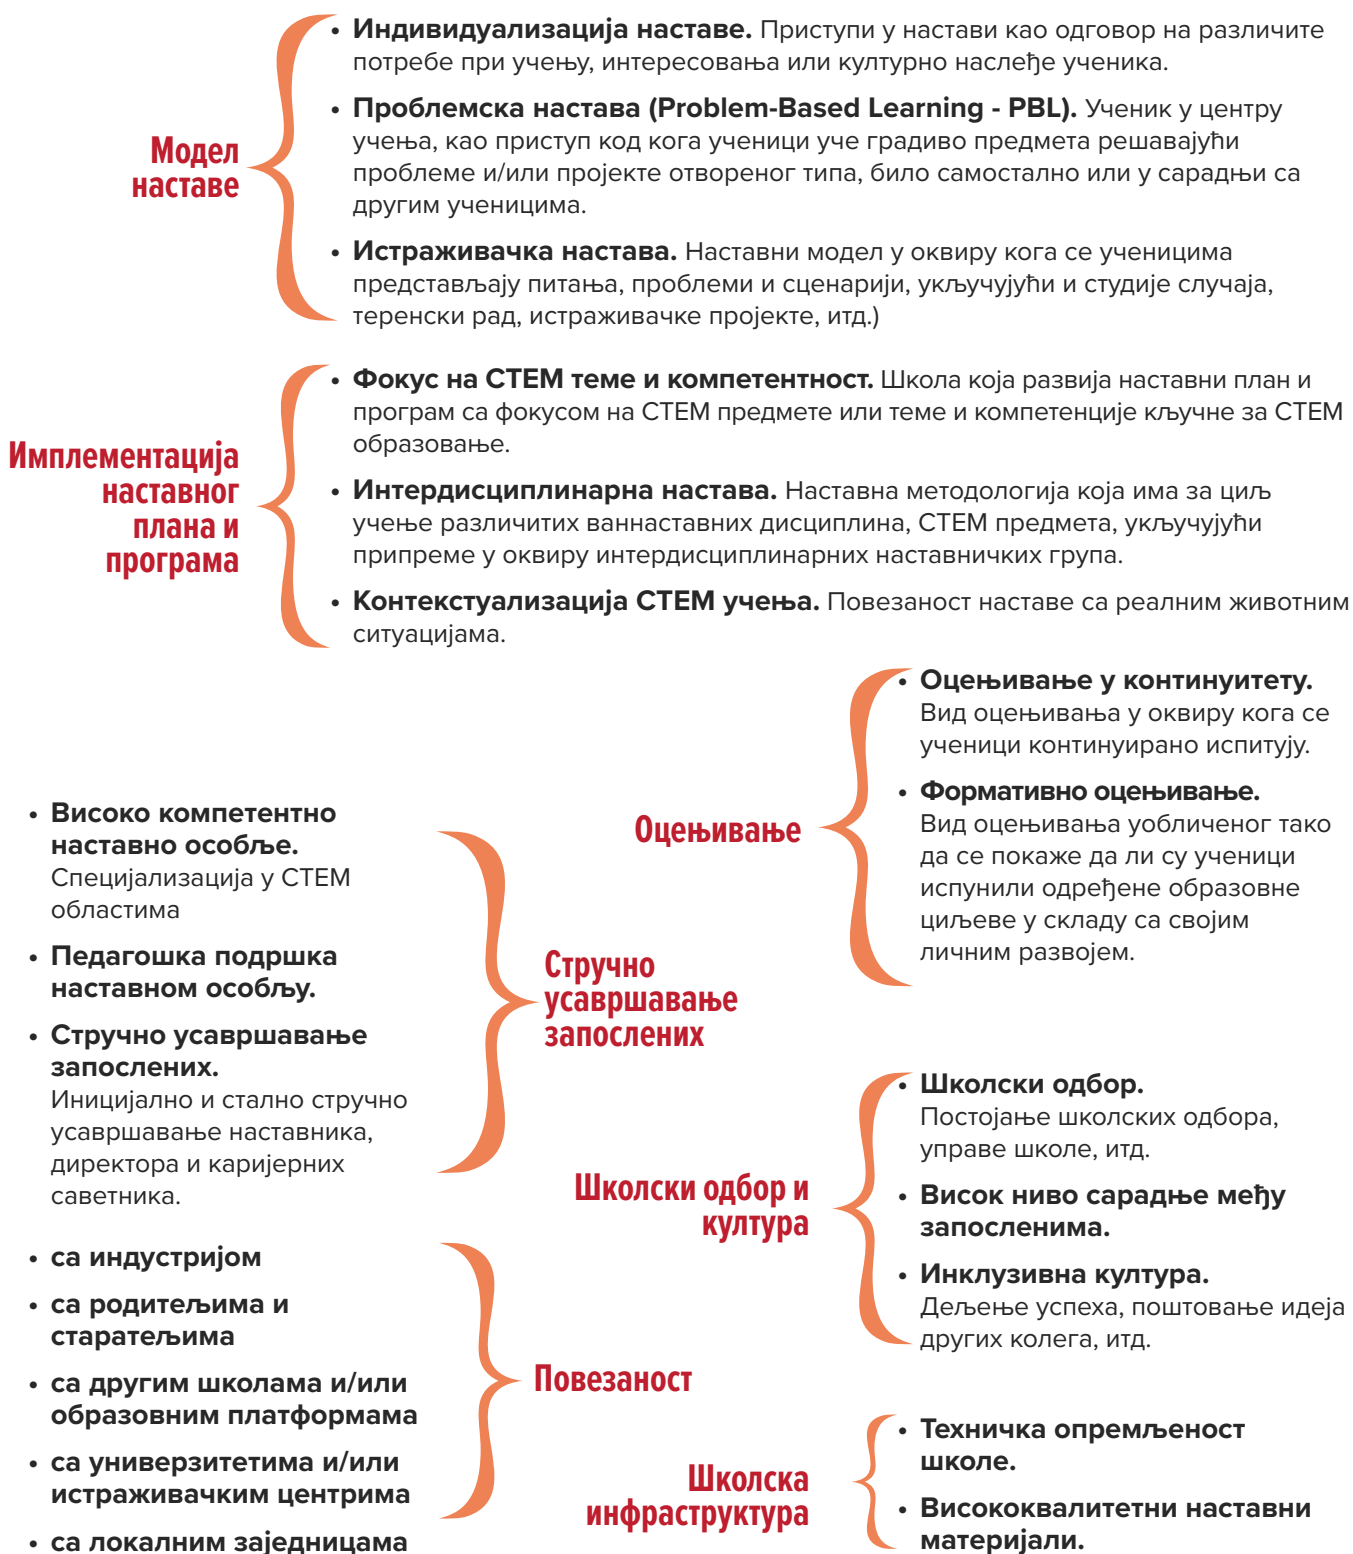 Модел
наставе
• Индивидуализација наставе. Приступи у настави као одговор на различите
потребе при учењу, интересовања или културно наслеђе ученика.
• Проблемска настава (Problem-Based Learning - PBL). Ученик у центру
учења, као приступ код кога ученици уче градиво предмета решавајући
проблеме и/или пројекте отвореног типа, било самостално или у сарадњи са
другим ученицима.
• Истраживачка настава. Наставни модел у оквиру кога се ученицима
представљају питања, проблеми и сценарији, укључујући и студије случаја,
теренски рад, истраживачке пројекте, итд.)
Имплементација
наставног
плана и
програма
• Фокус на СТЕМ теме и компетентност. Школа која развија наставни план и
програм са фокусом на СТЕМ предмете или теме и компетенције кључне за СТЕМ
образовање.
• Интердисциплинарна настава. Наставна методологија која има за циљ
учење различитих ваннаставних дисциплина, СТЕМ предмета, укључујући
припреме у оквиру интердисциплинарних наставничких група.
• Контекстуализација СТЕМ учења. Повезаност наставе са реалним животним
ситуацијама.
Оцењивање
• Оцењивање у континуитету.
Вид оцењивања у оквиру кога се
ученици континуирано испитују.
• Формативно оцењивање.
Вид оцењивања уобличеног тако
да се покаже да ли су ученици
испунили одређене образовне
циљеве у складу са својим
личним развојем.
• Високо компетентно
наставно особље.
Специјализација у СТЕМ
областима
• Педагошка подршка
наставном особљу.
• Стручно усавршавање
запослених.
Иницијално и стално стручно
усавршавање наставника,
директора и каријерних
саветника.
Стручно
усавршавање
запослених
Школски одбор и
култура
• Школски одбор.
Постојање школских одбора,
управе школе, итд.
• Висок ниво сарадње међу
запосленима.
• Инклузивна култура.
Дељење успеха, поштовање идеја
других колега, итд.
• са индустријом
• са родитељима и
старатељима
• са другим школама и/или
образовним платформама
• са универзитетима и/или
истраживачким центрима
• са локалним заједницама
Повезаност
Школска
инфраструктура
• Техничка опремљеност
школе.
• Висококвалитетни наставни
материјали.